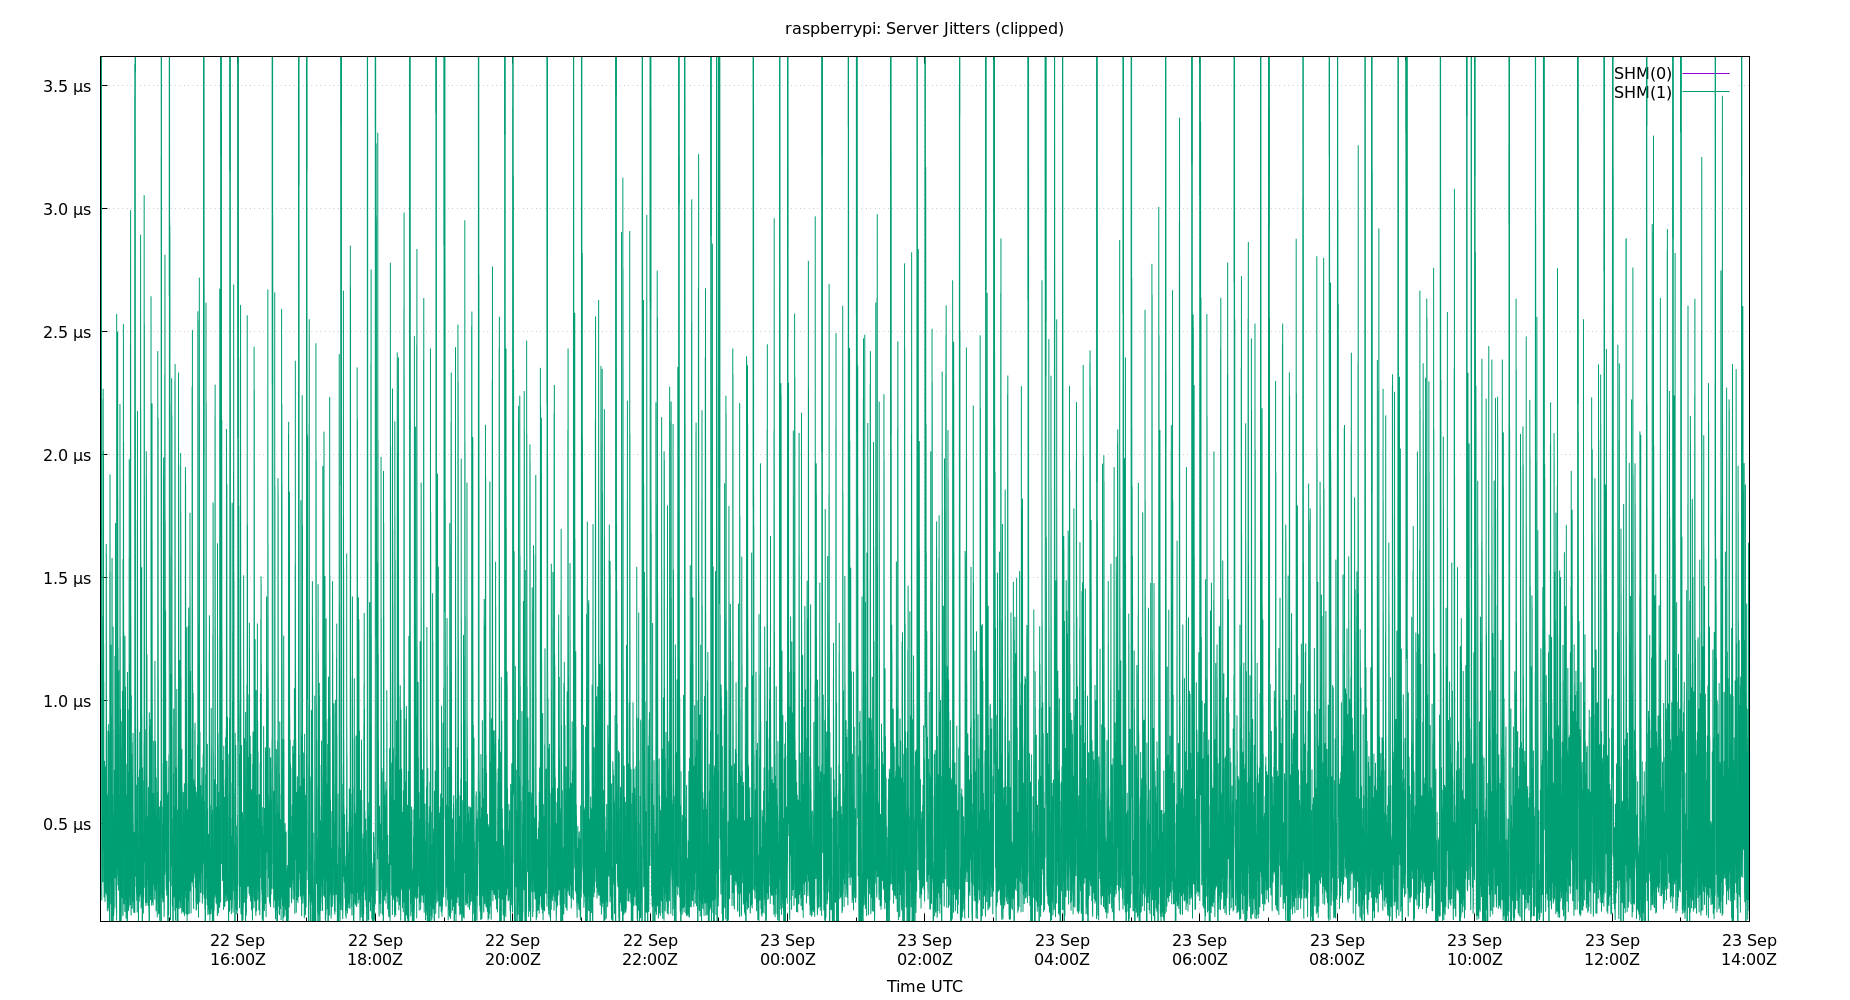 raspberrypi: Server Jitters (clipped)
3.5 µs
3.0 µs
2.5 µs
2.0 µs
1.5 µs
1.0 µs
0.5 µs
SHM(0)
SHM(1)
22 Sep 22 Sep 22 Sep 22 Sep 23 Sep 23 Sep 23 Sep 23 Sep 23 Sep 23 Sep 23 Sep 23 Sep
16:00Z 18:00Z 20:00Z 22:00Z 00:00Z 02:00Z 04:00Z 06:00Z 08:00Z 10:00Z 12:00Z 14:00Z
Time UTC